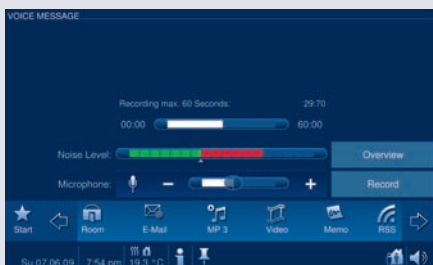 VOICE MESSAGE
Recording max. 60 Seconds: 29:70
00:00 60:00
Noise Level: Overview
Microphone: - + Record
Start Room E-Mail MP 3 Video Memo RSS
Su 07.06.09 7:54 pm 19.3 °C